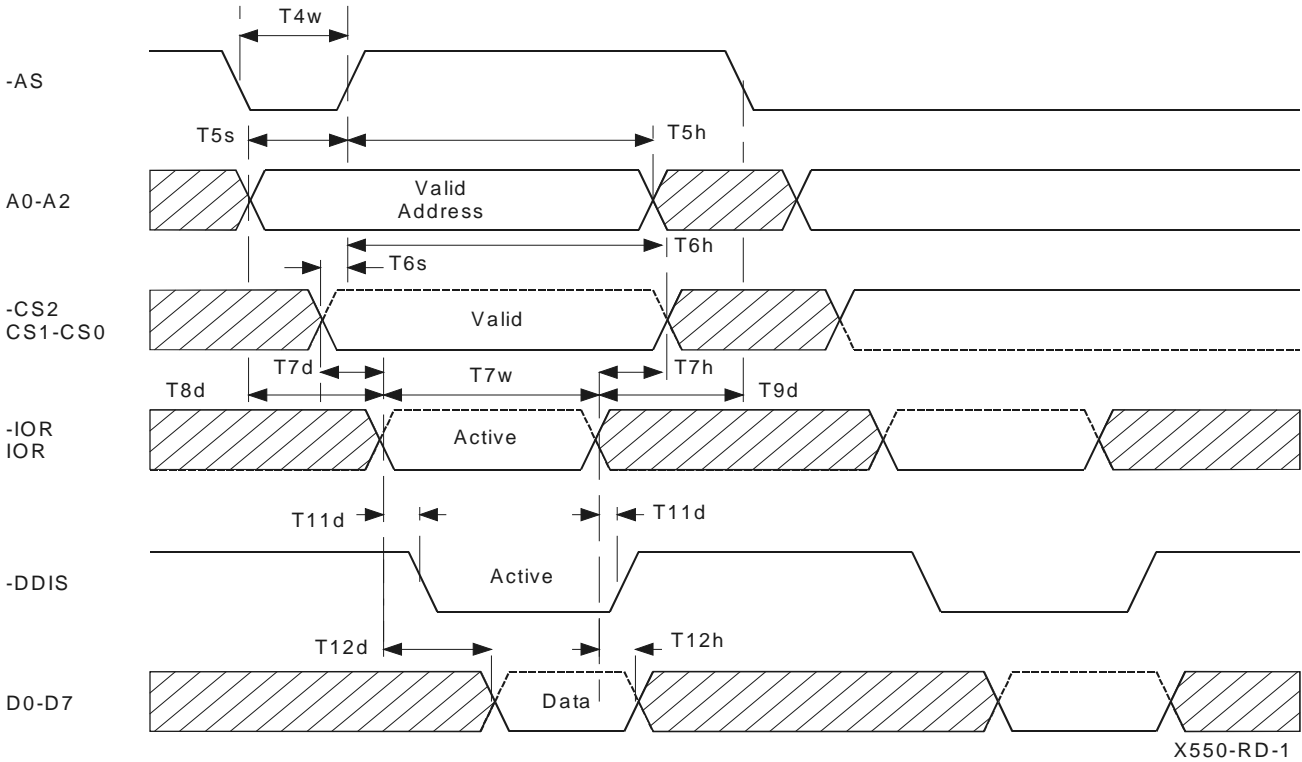 T4w
-AS
T5s
T5h
A0-A2
Valid
Address
T6h
T6s
-CS2
CS1-CS0
Valid
T7d
T7w
T7h
T8d
T9d
-IOR
IOR
Active
T11d
T11d
-DDIS
Active
T12d
T12h
D0-D7
Data
X550-RD-1